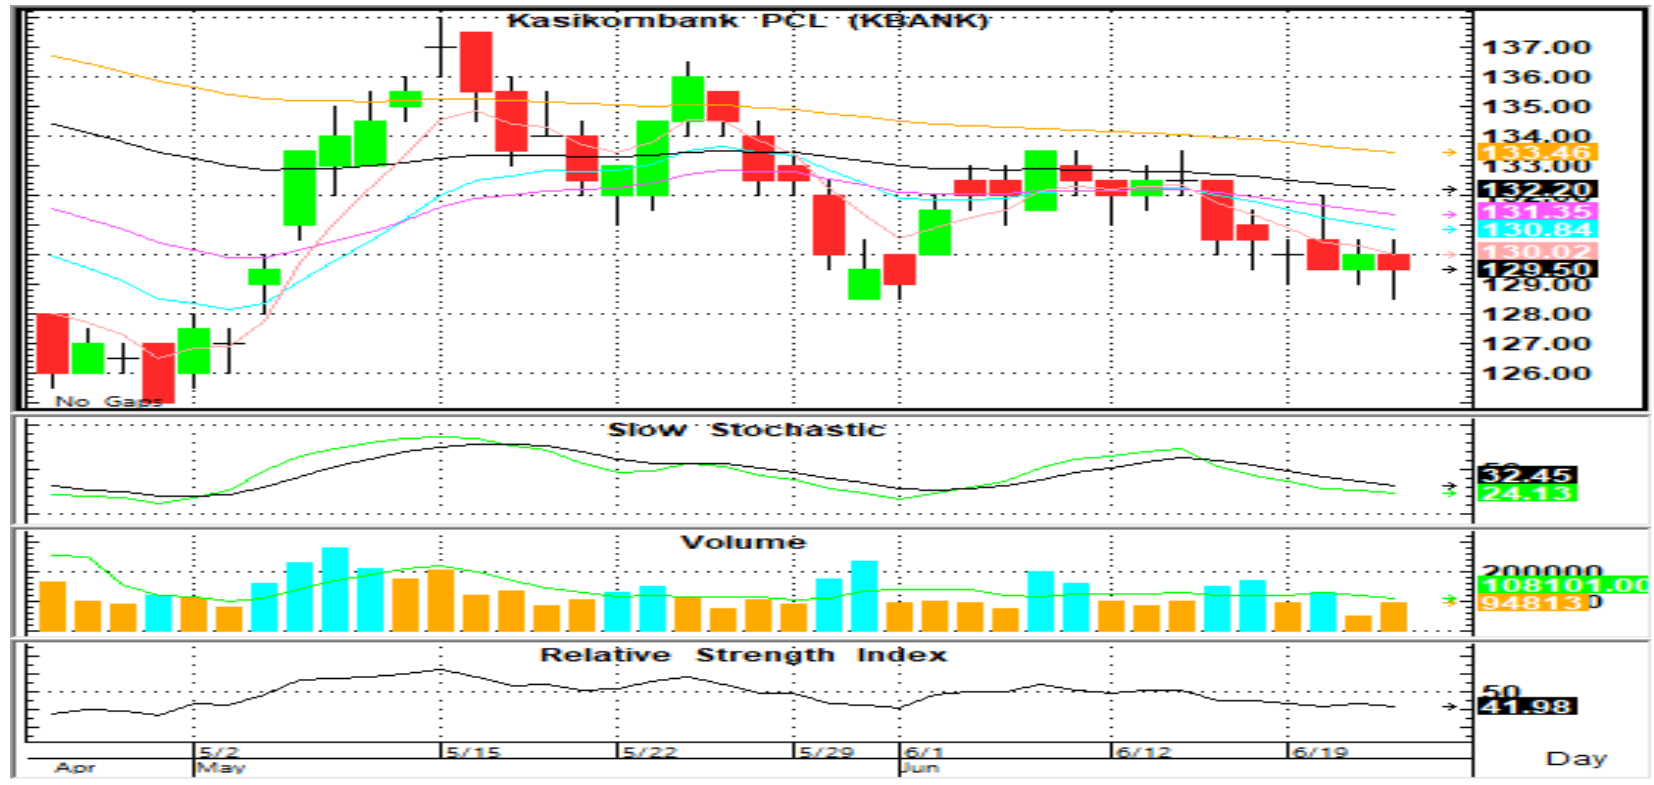 Kasikornbank PCL (KBANK)
137.00
136.00
135.00
134.00
133.46
133.00
132.20
131.35
130.84
130.02
129.50
129.00
128.00
127.00
126.00
No Gaps
Slow Stochastic
32.45
24.13
Volume
200000
108101.00
94813
Relative Strength Index
50
41.98
5/2 5/15 5/22 5/29 6/1 6/12 6/19
Apr May Jun
Day